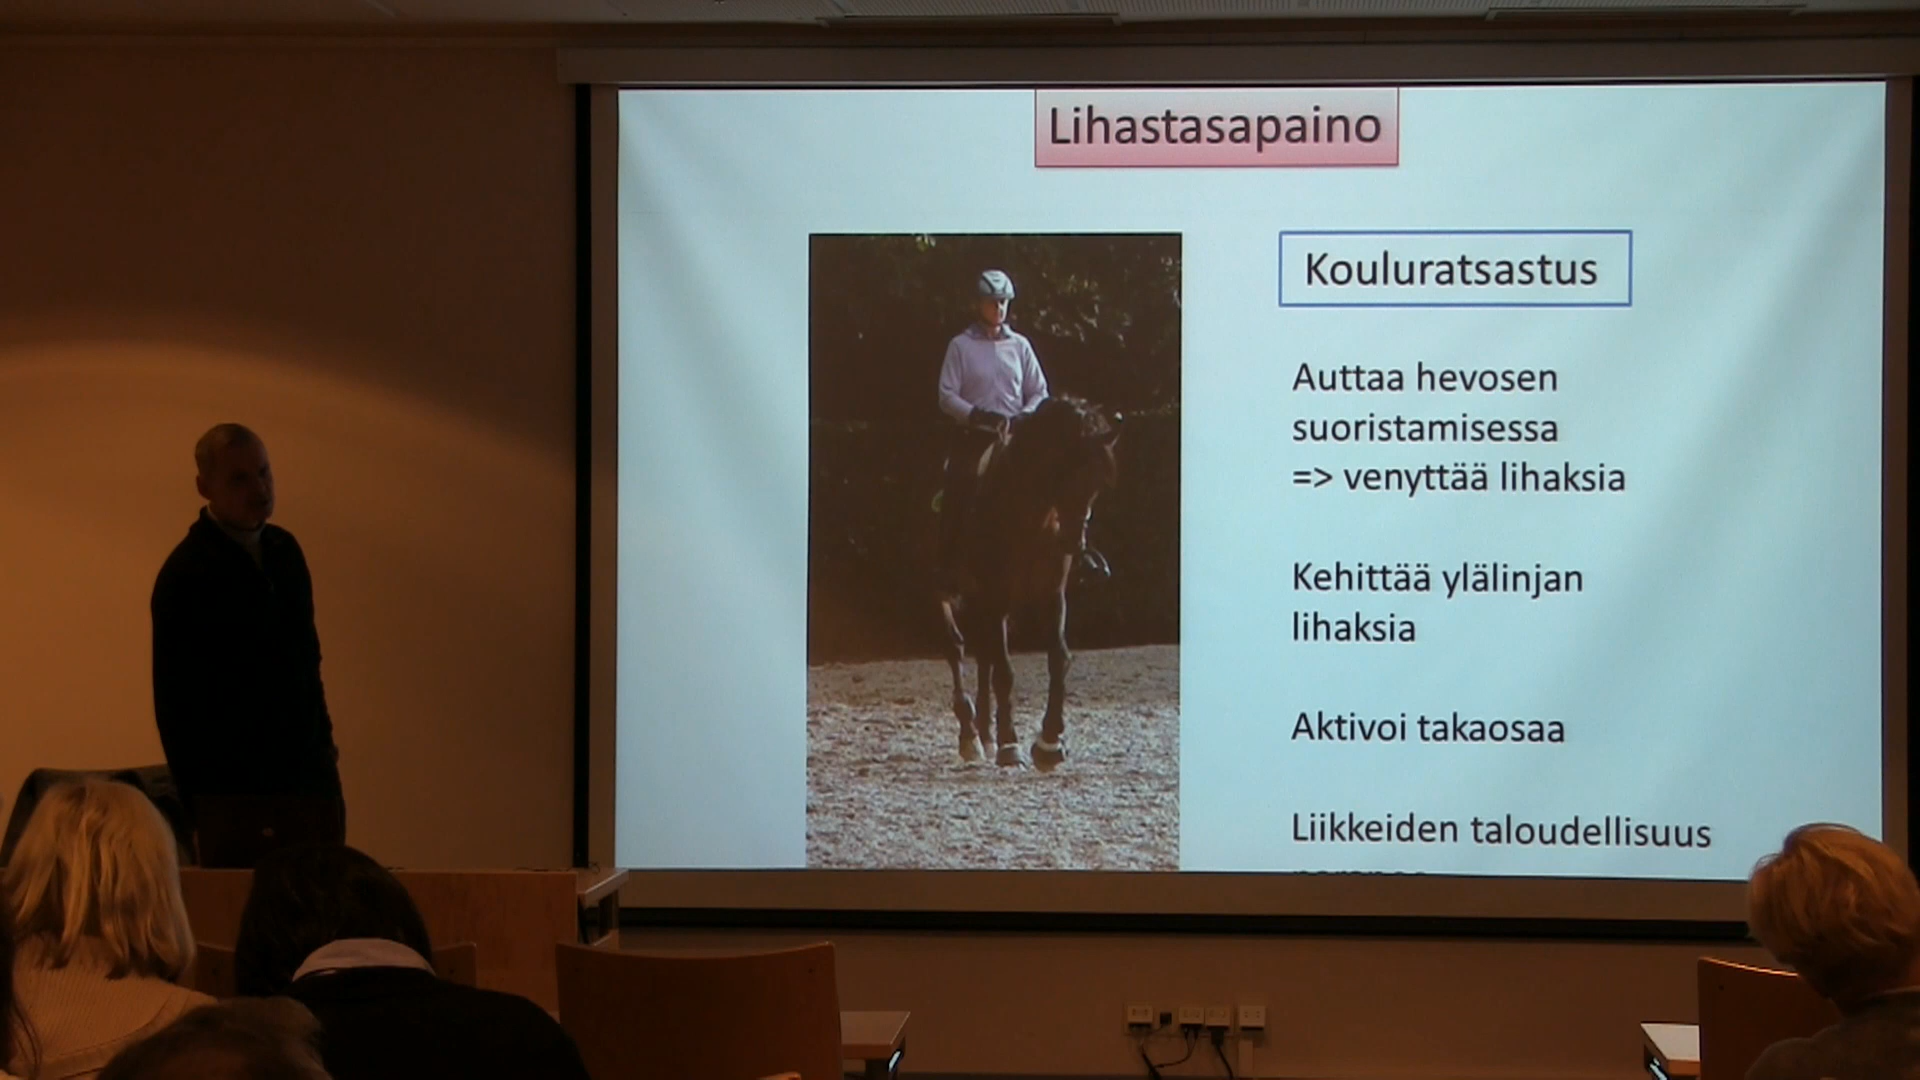 Lihastasapaino
Kouluratsastus
Auttaa hevosen
suoristamisessa
=> venyttää lihaksia
Kehittää ylälinjan
lihaksia
Aktivoi takaosaa
Liikkeiden taloudellisuus